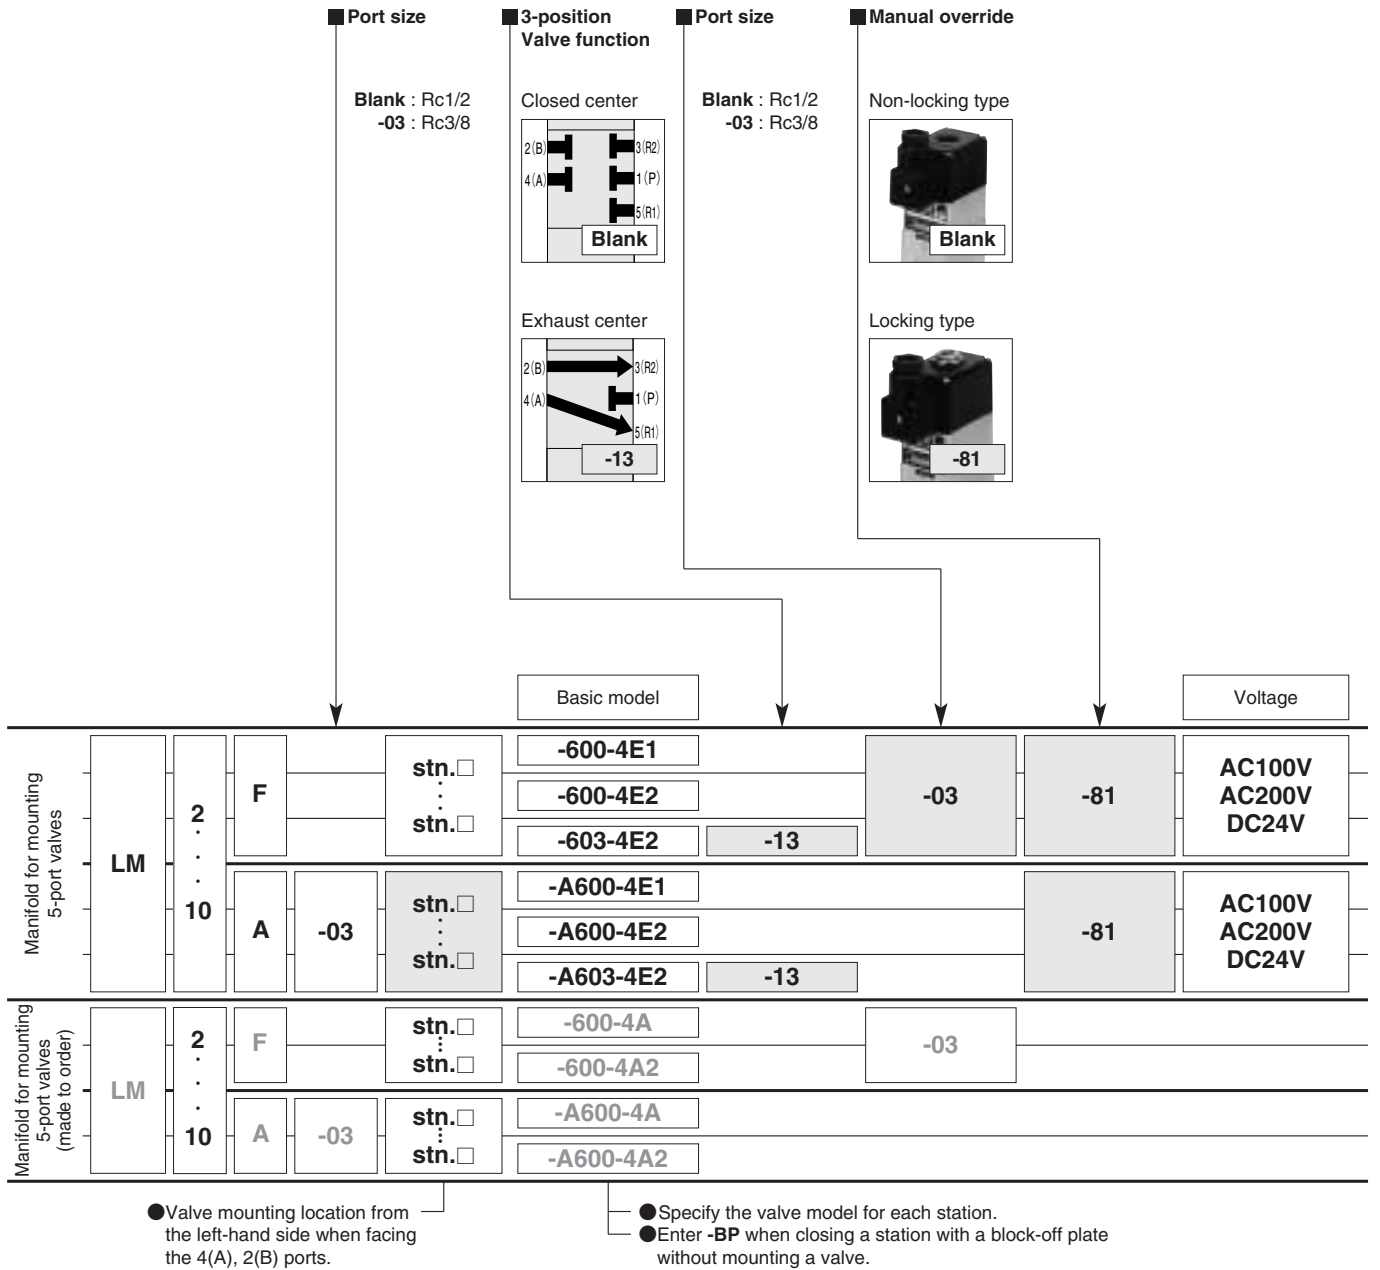 ■Port size
Blank : Rc1/2
-03 : Rc3/8
■3-position
Valve function
Closed center
2(B)
4(A)
3(R2)
1(P)
5(R1)
Blank
Exhaust center
2(B)
4(A)
3(R2)
1(P)
5(R1)
-13
■Port size
Blank : Rc1/2
-03 : Rc3/8
■Manual override
Non-locking type
Blank
Locking type
-81
Basic model
Voltage
Manifold for mounting
5-port valves
LM
2
·
·
·
10
F
stn.□
⋮
stn.□
-600-4E1
-600-4E2
-603-4E2
-13
-03
-81
AC100V
AC200V
DC24V
A
-03
stn.□
⋮
stn.□
-A600-4E1
-A600-4E2
-A603-4E2
-13
-81
AC100V
AC200V
DC24V
Manifold for mounting
5-port valves
(made to order)
LM
2
·
·
·
10
F
stn.□
⋮
stn.□
-600-4A
-600-4A2
-03
A
-03
stn.□
⋮
stn.□
-A600-4A
-A600-4A2
●Valve mounting location from
the left-hand side when facing
the 4(A), 2(B) ports.
●Specify the valve model for each station.
●Enter -BP when closing a station with a block-off plate
without mounting a valve.